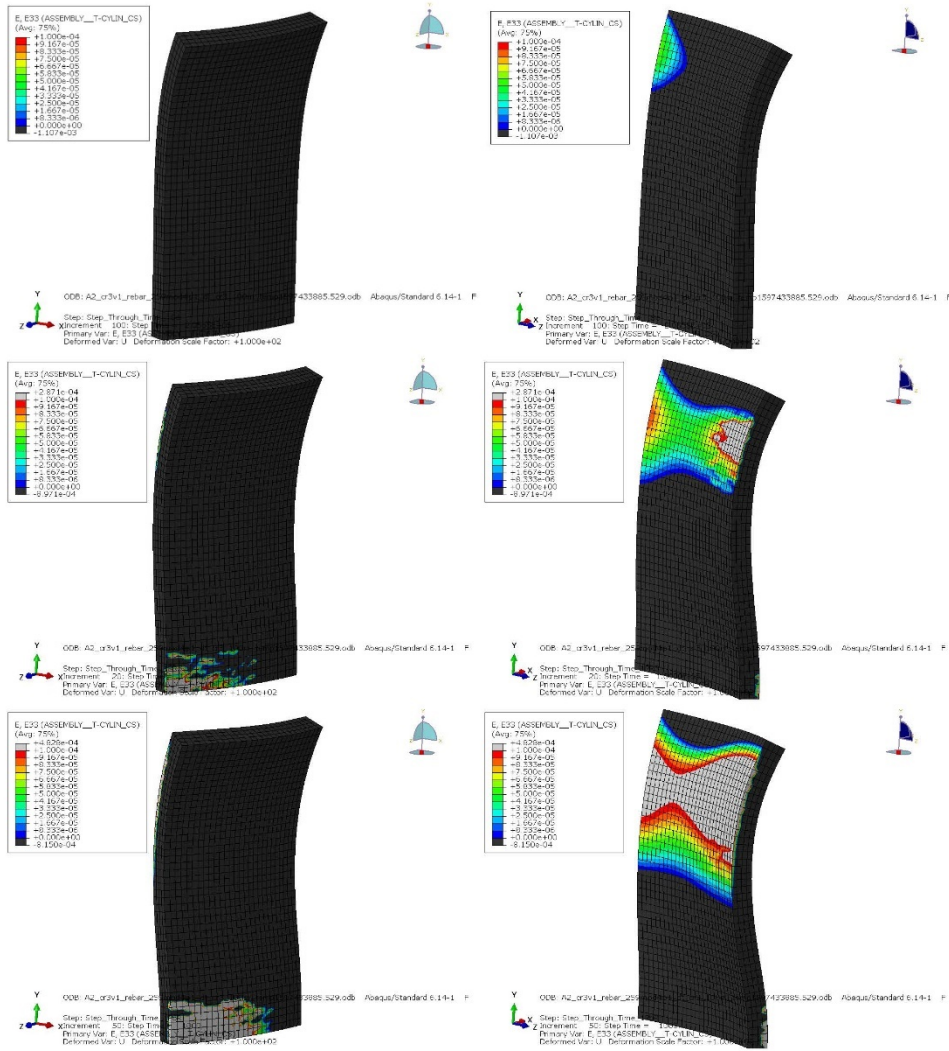 E, E33 (ASSEMBLY__T-CYLIN_CS)
(Avg: 75%)
+1.000e-04
+9.167e-05
+8.333e-05
+7.500e-05
+6.667e-05
+5.833e-05
+5.000e-05
+4.167e-05
+3.333e-05
+2.500e-05
+1.667e-05
+8.333e-06
+0.000e+00
-1.107e-03
Y
Z
X
ODB: A2_cr3v1_rebar_25 97433885.529.odb Abaqus/Standard 6.14-1 F
Step: Step_Through_Time
Increment 100: Step
Primary Var: E, E33
Deformed Var: U Deformation Scale Factor: +1.000e+02
E, E33 (ASSEMBLY__T-CYLIN_CS)
(Avg: 75%)
+1.000e-04
+9.167e-05
+8.333e-05
+7.500e-05
+6.667e-05
+5.833e-05
+5.000e-05
+4.167e-05
+3.333e-05
+2.500e-05
+1.667e-05
+8.333e-06
+0.000e+00
-1.107e-03
Y
X
Z
ODB: A2_cr3v1_rebar_25 1597433885.529.odb Abaqus/Standard 6.14-1 F
Step: Step_Through_Time
Increment 100: Step Time =
Primary Var: E, E33 (ASSEMBLY__T-CYLIN_CS)
Deformed Var: U Deformation Scale Factor:
E, E33 (ASSEMBLY__T-CYLIN_CS)
(Avg: 75%)
+2.871e-04
+1.000e-04
+9.167e-05
+8.333e-05
+7.500e-05
+6.667e-05
+5.833e-05
+5.000e-05
+4.167e-05
+3.333e-05
+2.500e-05
+1.667e-05
+8.333e-06
+0.000e+00
-8.971e-04
Y
Z
X
ODB: A2_cr3v1_rebar_25 433885.529.odb Abaqus/Standard 6.14-1 F
Step: Step_Through_Time
Increment 20: Step
Primary Var: E, E33
Deformed Var: U Deformation Scale Factor: +1.000e+02
E, E33 (ASSEMBLY__T-CYLIN_CS)
(Avg: 75%)
+2.871e-04
+1.000e-04
+9.167e-05
+8.333e-05
+7.500e-05
+6.667e-05
+5.833e-05
+5.000e-05
+4.167e-05
+3.333e-05
+2.500e-05
+1.667e-05
+8.333e-06
+0.000e+00
-8.971e-04
Y
X
Z
ODB: A2_cr3v1_rebar_25 597433885.529.odb Abaqus/Standard 6.14-1 F
Step: Step_Through_Time
Increment 20: Step Time =
Primary Var: E, E33 (ASSEMBLY__T-CYLIN_CS)
Deformed Var: U Deformation Scale Factor:
E, E33 (ASSEMBLY__T-CYLIN_CS)
(Avg: 75%)
+4.828e-04
+1.000e-04
+9.167e-05
+8.333e-05
+7.500e-05
+6.667e-05
+5.833e-05
+5.000e-05
+4.167e-05
+3.333e-05
+2.500e-05
+1.667e-05
+8.333e-06
+0.000e+00
-8.150e-04
Y
Z
X
ODB: A2_cr3v1_rebar_25 433885.529.odb Abaqus/Standard 6.14-1 F
Step: Step_Through_Time
Increment 50: Step
Primary Var: E, E33
Deformed Var: U Deformation Scale Factor: +1.000e+02
E, E33 (ASSEMBLY__T-CYLIN_CS)
(Avg: 75%)
+4.828e-04
+1.000e-04
+9.167e-05
+8.333e-05
+7.500e-05
+6.667e-05
+5.833e-05
+5.000e-05
+4.167e-05
+3.333e-05
+2.500e-05
+1.667e-05
+8.333e-06
+0.000e+00
-8.150e-04
Y
X
Z
ODB: A2_cr3v1_rebar_259 97433885.529.odb Abaqus/Standard 6.14-1 F
Step: Step_Through_Time
Increment 50: Step Time =
Primary Var: E, E33 (ASSEMBLY__T-CYLIN_CS)
Deformed Var: U Deformation Scale Factor: